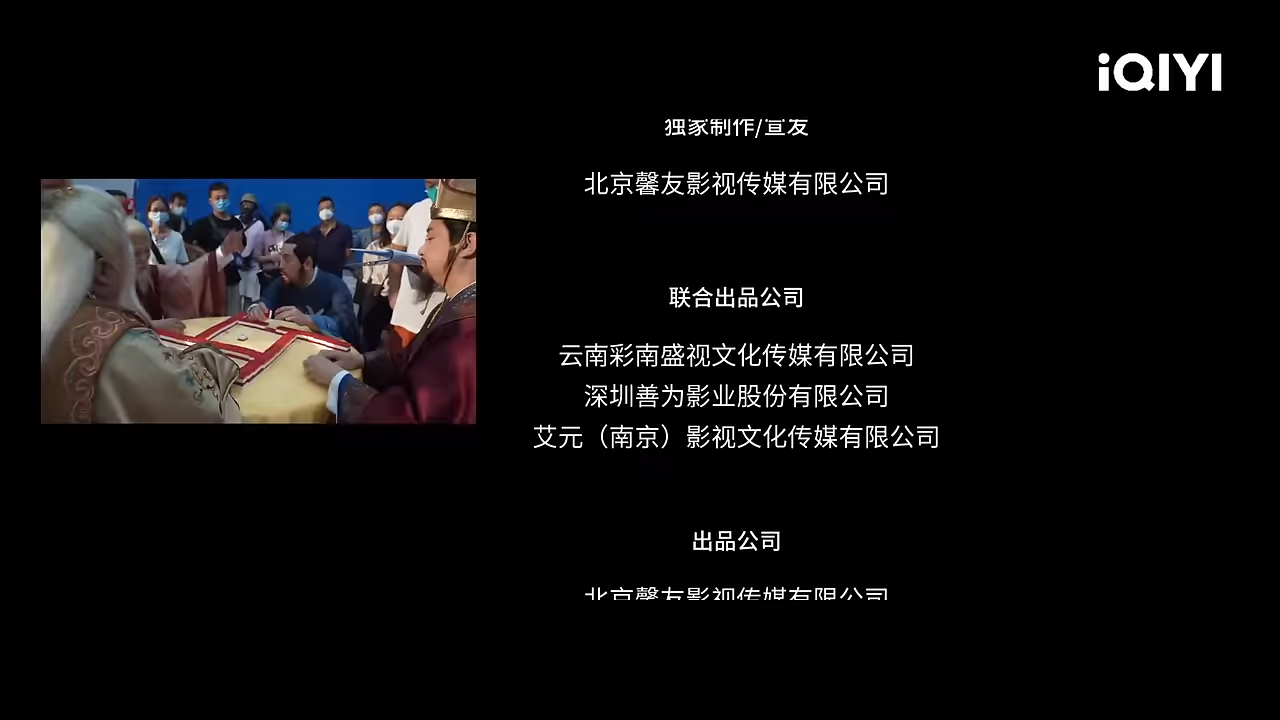 iQIYI
独家制作/宣发
北京馨友影视传媒有限公司
联合出品公司
云南彩南盛视文化传媒有限公司
深圳善为影业股份有限公司
艾元（南京）影视文化传媒有限公司
出品公司
北京馨友影视传媒有限公司